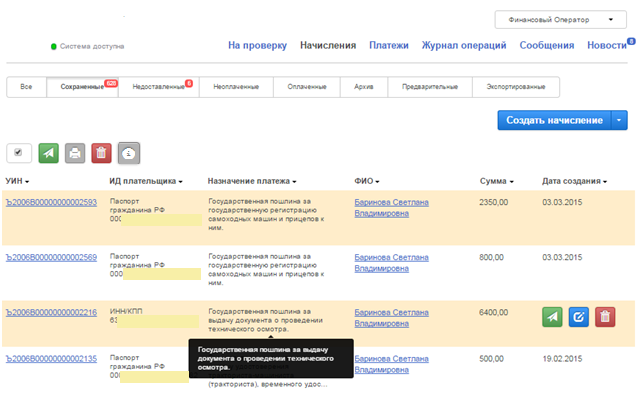 Финансовый Оператор
Система доступна
На проверку Начисления Платежи Журнал операций Сообщения Новости 8
Все Сохраненные 628 Недоставленные 6 Неоплаченные Оплаченные Архив Предварительные Экспортированные
Создать начисление
УИН ИД плательщика Назначение платежа ФИО Сумма Дата создания
Ъ2006В00000000002593 Паспорт гражданина РФ 000 Государственная пошлина за государственную регистрацию самоходных машин и прицепов к ним. Баринова Светлана Владимировна 2350,00 03.03.2015
Ъ2006В00000000002569 Паспорт гражданина РФ 000 Государственная пошлина за государственную регистрацию самоходных машин и прицепов к ним. Баринова Светлана Владимировна 800,00 03.03.2015
Ъ2006В00000000002216 ИНН/КПП Государственная пошлина за выдачу документа о проведении технического осмотра. Баринова Светлана Владимировна 6400,00
Государственная пошлина за выдачу
документа о проведении технического
осмотра.
Ъ2006В00000000002135 Паспорт гражданина РФ (тракториста), временного удос... Баринова Светлана Владимировна 500,00 19.02.2015